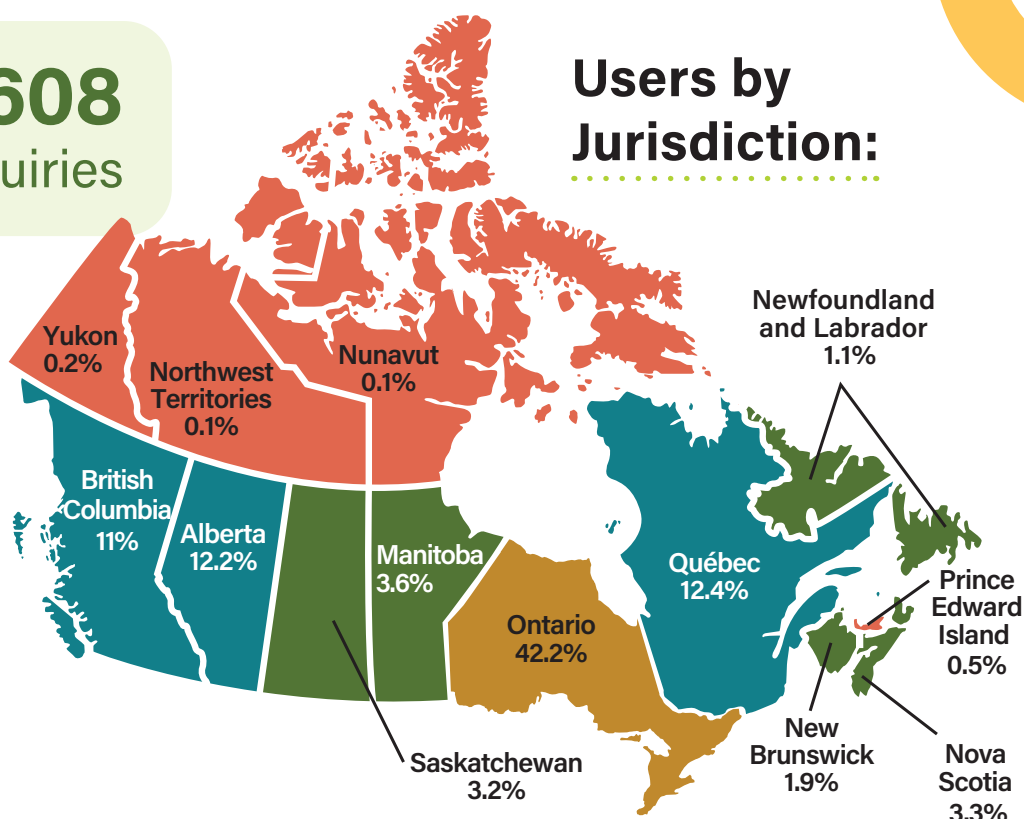 608
uiries
Users by
Jurisdiction:
Yukon
0.2%
Northwest
Territories
0.1%
Nunavut
0.1%
Newfoundland
and Labrador
1.1%
British
Columbia
11%
Alberta
12.2%
Manitoba
3.6%
Ontario
42.2%
Québec
12.4%
Prince
Edward
Island
0.5%
Saskatchewan
3.2%
New
Brunswick
1.9%
Nova
Scotia
3.3%